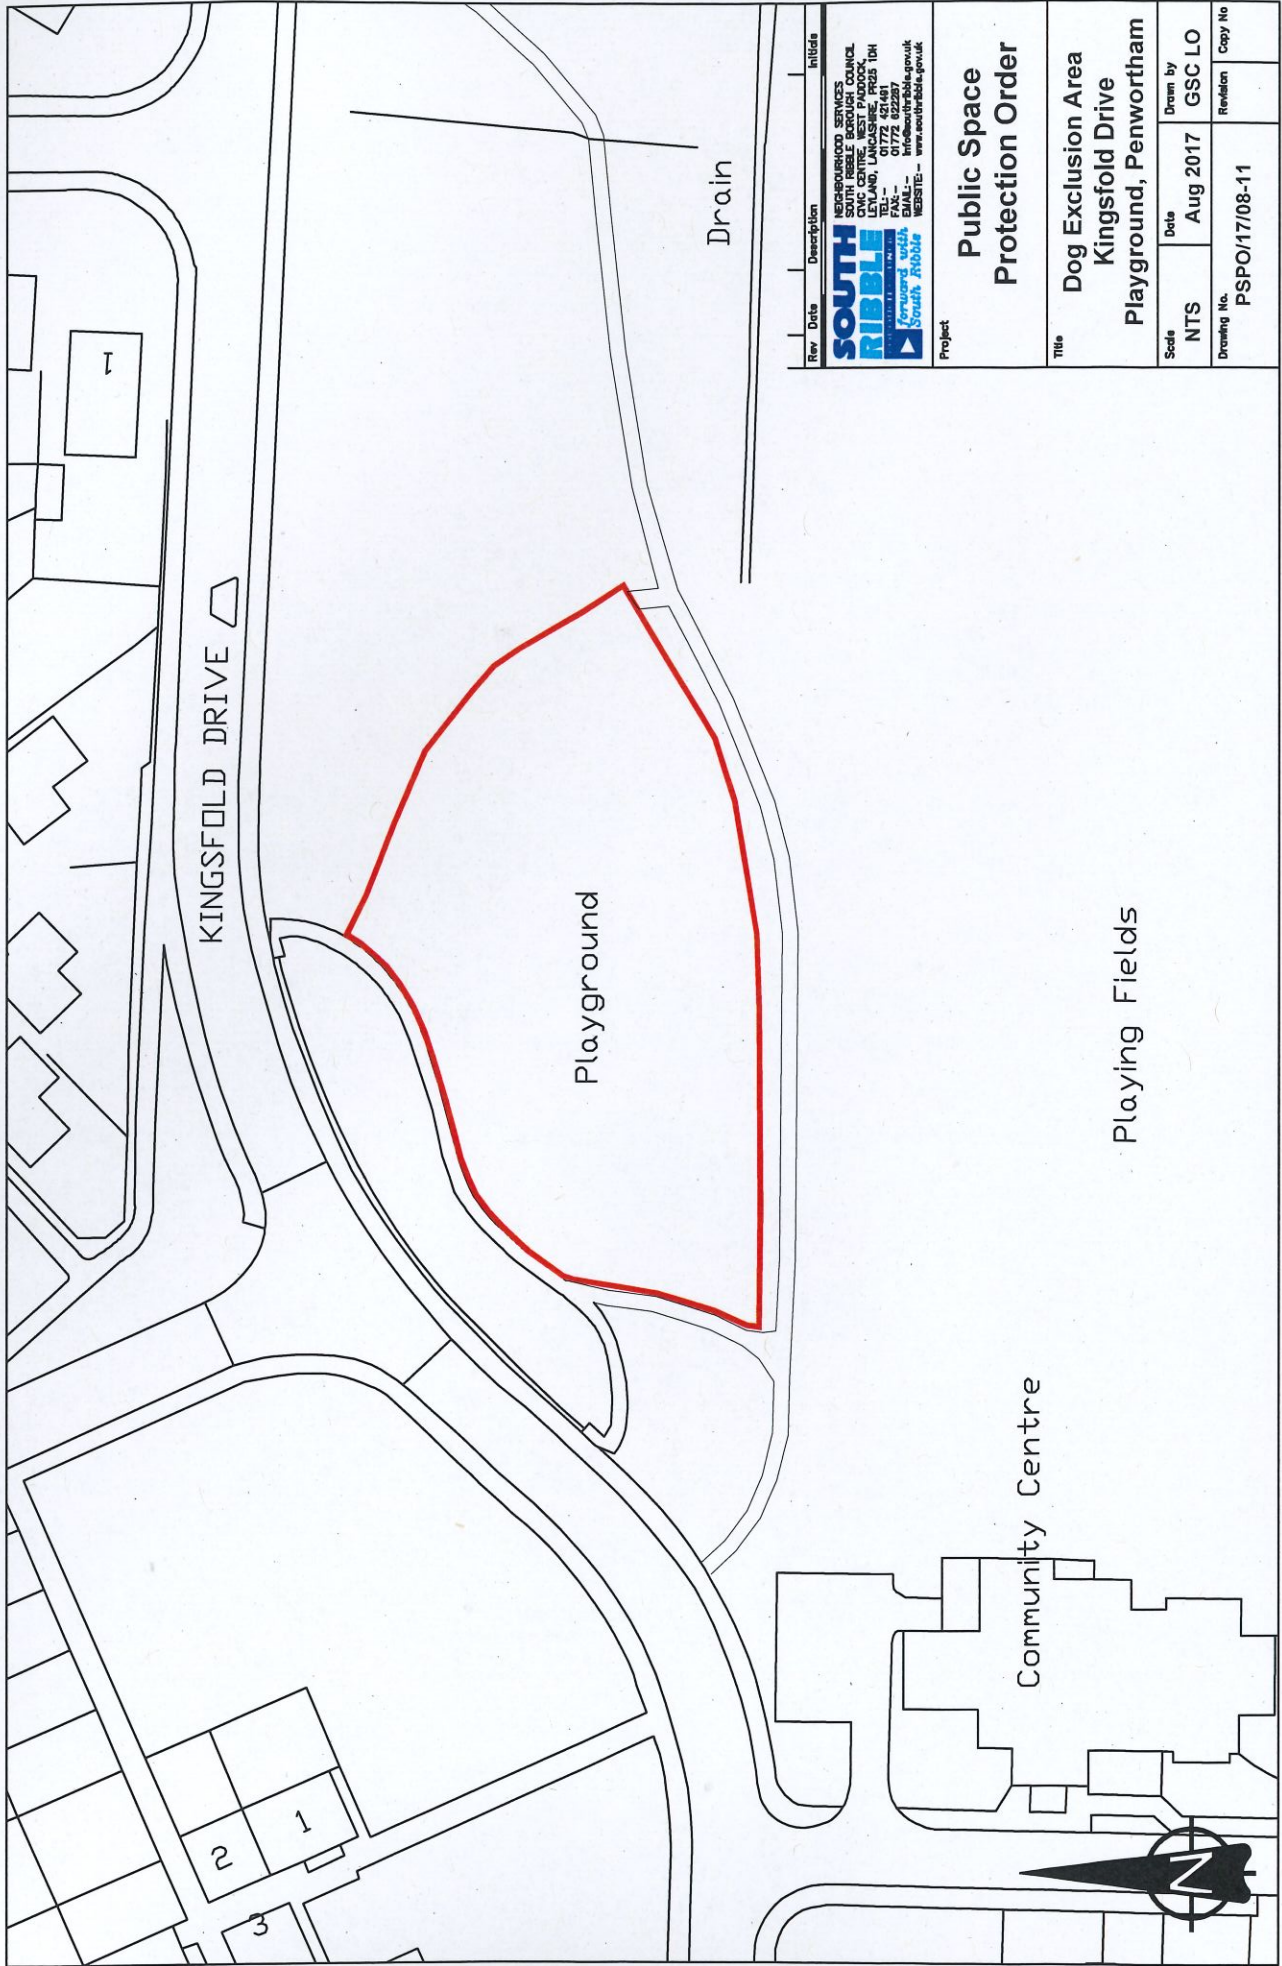 KINGSFOLD DRIVE
1
Drain
Playground
Playing Fields
Community Centre
1
2
3
N
Rev Date Description Initials
SOUTH
RIBBLE
forward with
South Ribble
NEIGHBOURHOOD SERVICES
SOUTH RIBBLE BOROUGH COUNCIL
CIVIC CENTRE, WEST PADDOCK,
LEYLAND, LANCASHIRE, PR25 1DH
TEL:- 01772 421491
FAX:- 01772 622287
EMAIL:- info@southribble.gov.uk
WEBSITE:- www.southribble.gov.uk
Project
Public Space
Protection Order
Title
Dog Exclusion Area
Kingsfold Drive
Playground, Penwortham
Scale Date Drawn by
NTS Aug 2017 GSC LO
Drawing No. Revision Copy No
PSPO/17/08-11